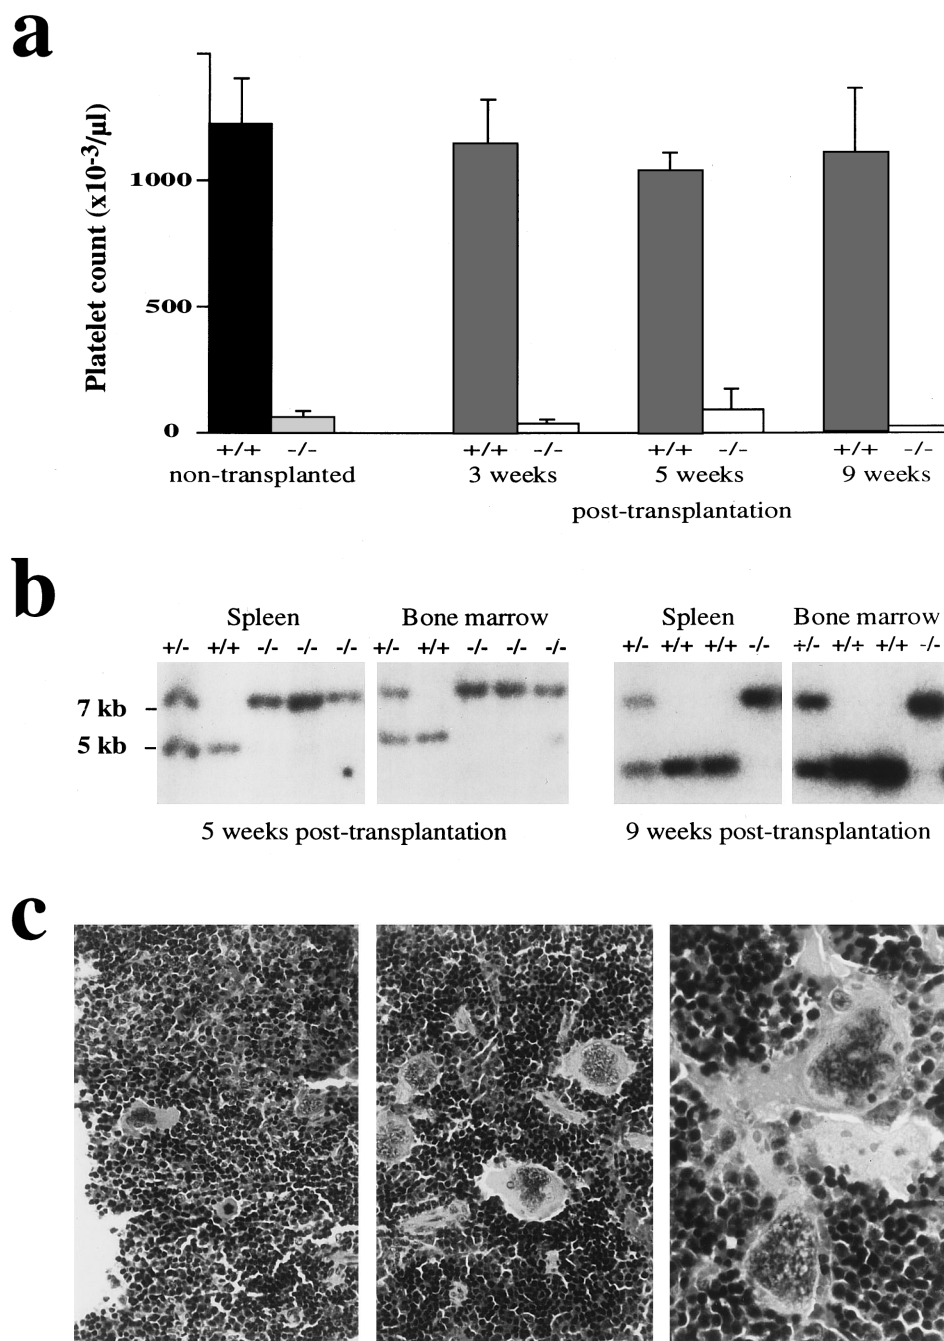 a
Platelet count (x10-3/µl)
1000
500
0
+/+ -/- +/+ -/- +/+ -/- +/+ -/-
non-transplanted 3 weeks 5 weeks 9 weeks
post-transplantation
b
Spleen Bone marrow Spleen Bone marrow
+/- +/+ -/- -/- -/- +/- +/+ -/- -/- -/- +/- +/+ +/+ -/- +/- +/+ +/+ -/-
7 kb
5 kb
5 weeks post-transplantation 9 weeks post-transplantation
c